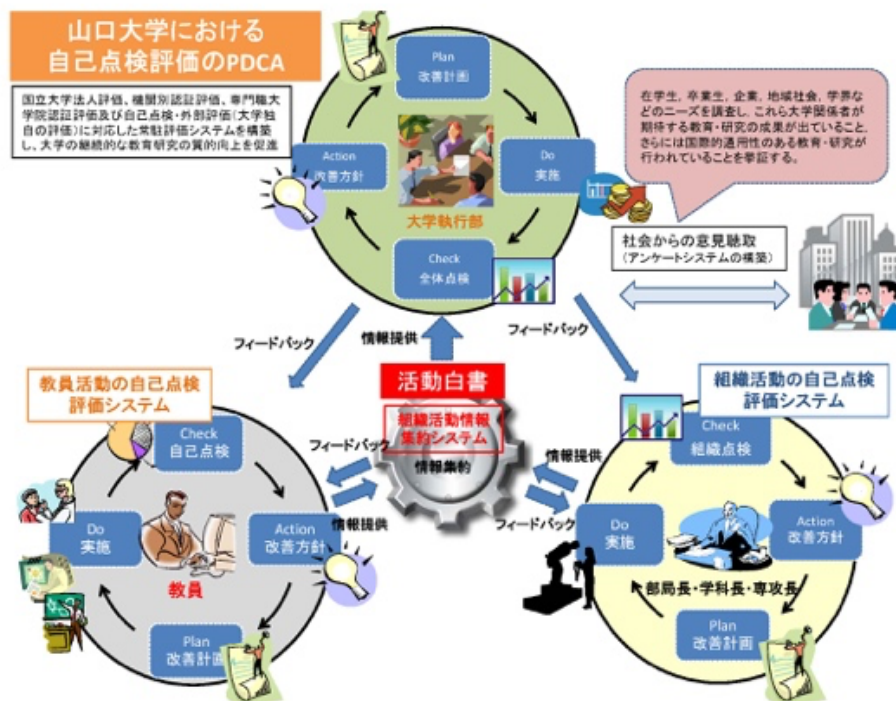 山口大学における
自己点検評価のPDCA
国立大学法人評価、機関別認証評価、専門職大
学院認証評価及び自己点検・外部評価(大学独
自の評価)に対応した常駐評価システムを構築
し、大学の継続的な教育研究の質的向上を促進
Plan
改善計画
Do
実施
Check
全体点検
Action
改善方針
大学執行部
在学生，卒業生，企業，地域社会，学界な
どのニーズを調査し，これら大学関係者が
期待する教育・研究の成果が出ていること，
さらには国際的通用性のある教育・研究が
行われていることを挙証する。
社会からの意見聴取
(アンケートシステムの構築)
フィードバック
情報提供
フィードバック
活動白書
組織活動情報
集約システム
情報集約
教員活動の自己点検
評価システム
フィードバック
情報提供
Check
自己点検
Action
改善方針
Plan
改善計画
Do
実施
教員
組織活動の自己点検
評価システム
情報提供
フィードバック
Check
組織点検
Action
改善方針
Plan
改善計画
Do
実施
部局長・学科長・専攻長